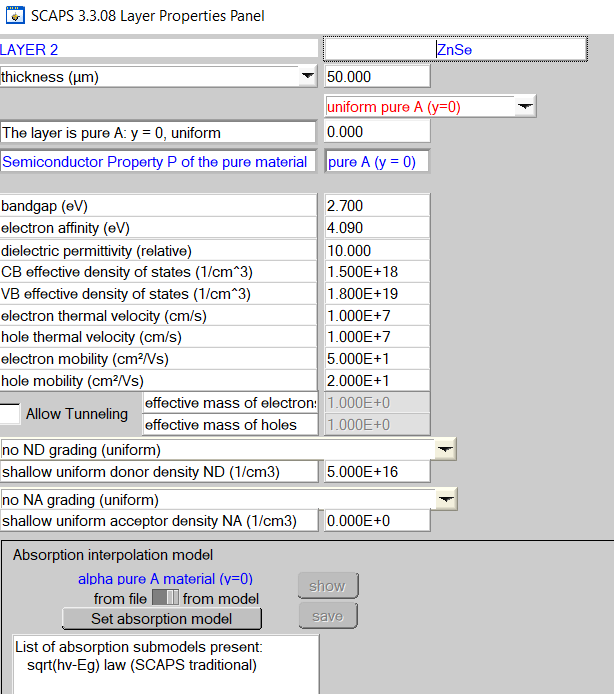 SCAPS 3.3.08 Layer Properties Panel
LAYER 2 ZnSe
thickness (µm) 50.000
uniform pure A (y=0)
The layer is pure A: y = 0, uniform 0.000
Semiconductor Property P of the pure material pure A (y = 0)
bandgap (eV) 2.700
electron affinity (eV) 4.090
dielectric permittivity (relative) 10.000
CB effective density of states (1/cm^3) 1.500E+18
VB effective density of states (1/cm^3) 1.800E+19
electron thermal velocity (cm/s) 1.000E+7
hole thermal velocity (cm/s) 1.000E+7
electron mobility (cm²/Vs) 5.000E+1
hole mobility (cm²/Vs) 2.000E+1
Allow Tunneling effective mass of electrons 1.000E+0
effective mass of holes 1.000E+0
no ND grading (uniform)
shallow uniform donor density ND (1/cm3) 5.000E+16
no NA grading (uniform)
shallow uniform acceptor density NA (1/cm3) 0.000E+0
Absorption interpolation model
alpha pure A material (y=0) show
from file from model
Set absorption model save
List of absorption submodels present:
sqrt(hv-Eg) law (SCAPS traditional)